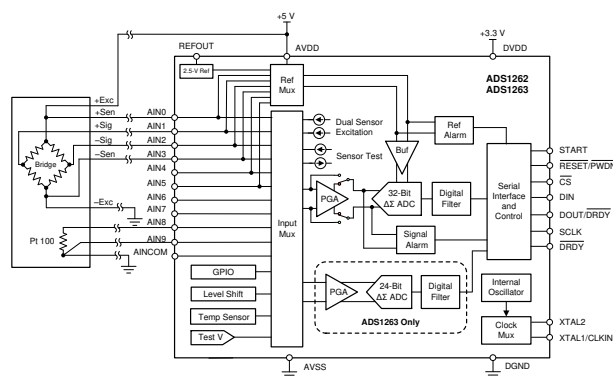 +5 V
+3.3 V
REFOUT
AVDD
DVDD
ADS1262
ADS1263
2.5-V Ref
Ref
Mux
+Exc
+Sen
AIN0
+Sig
AIN1
−Sig
AIN2
−Sen
AIN3
AIN4
AIN5
AIN6
AIN7
−Exc
AIN8
AIN9
AINCOM
Bridge
Pt 100
Dual Sensor
Excitation
Sensor Test
Input
Mux
PGA
Buf
Ref
Alarm
32-Bit
ΔΣ ADC
Digital
Filter
Signal
Alarm
Serial
Interface
and
Control
START
RESET/PWDN
CS
DIN
DOUT/DRDY
SCLK
DRDY
GPIO
Level Shift
Temp Sensor
Test V
PGA
24-Bit
ΔΣ ADC
Digital
Filter
ADS1263 Only
Internal
Oscillator
Clock
Mux
XTAL2
XTAL1/CLKIN
AVSS
DGND